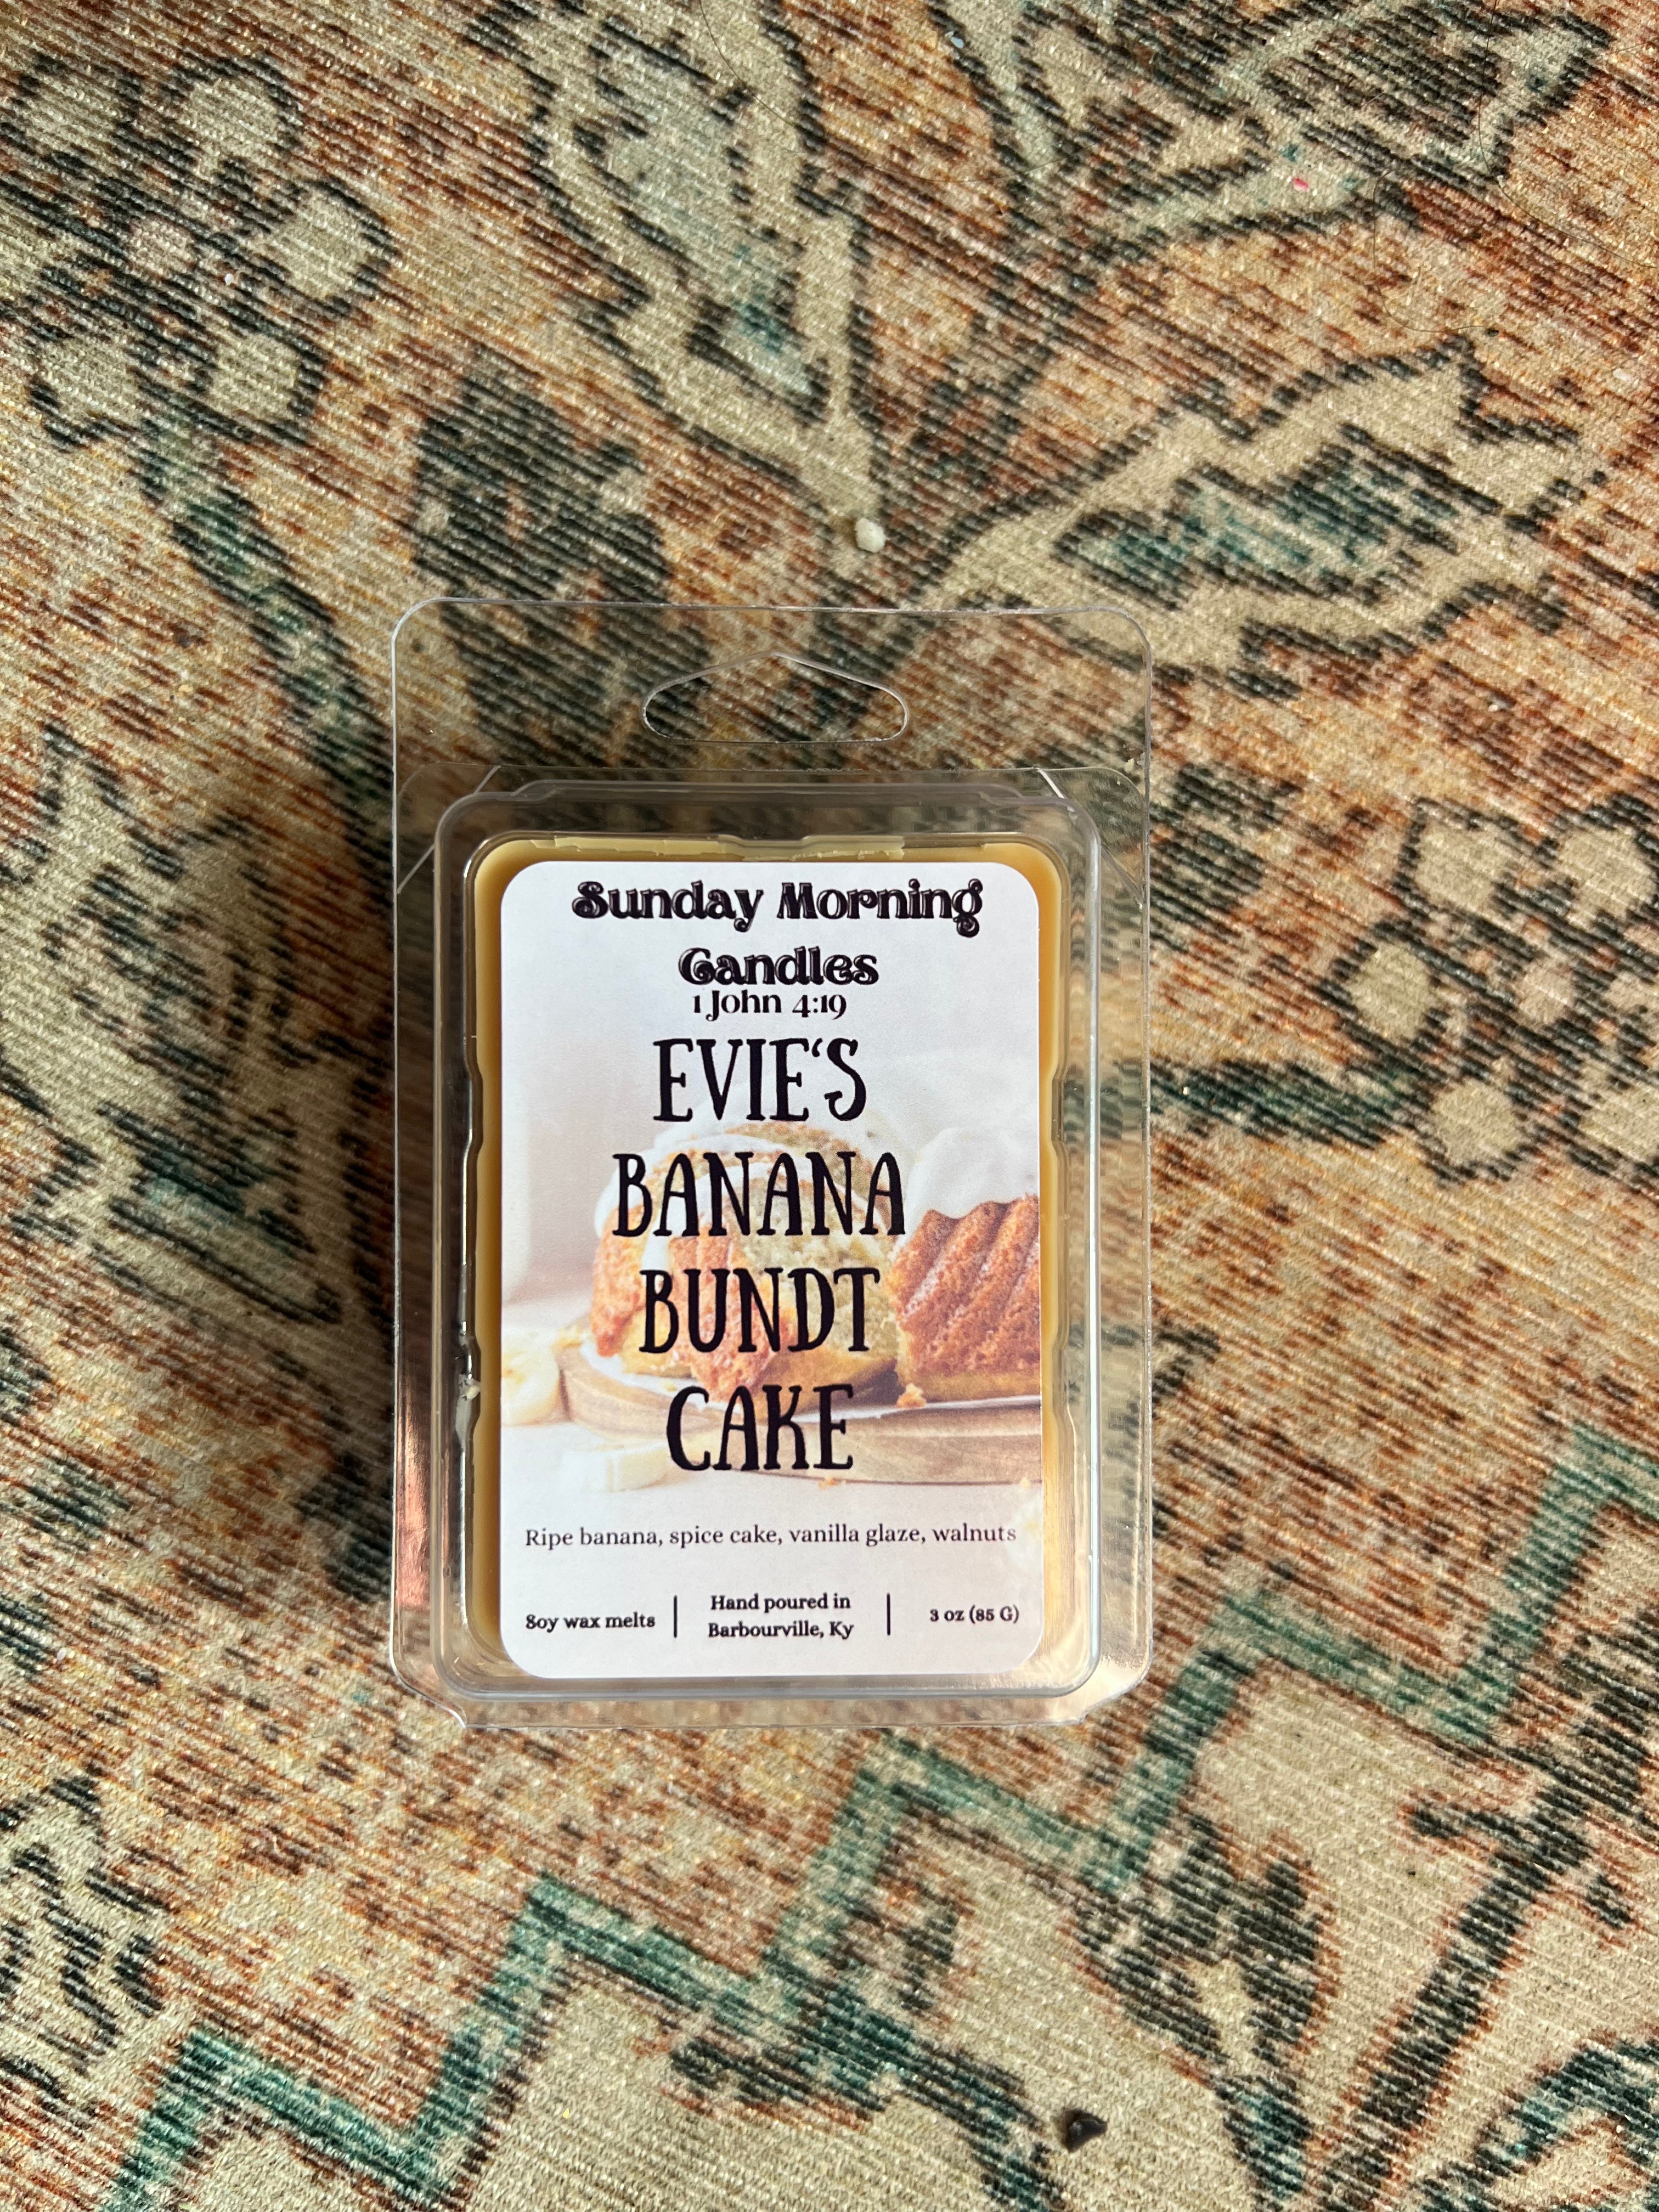 Sunday Morning
Candles
1 John 4:19
EVIE'S
BANANA
BUNDT
CAKE
Ripe banana, spice cake, vanilla glaze, walnuts
Soy wax melts | Hand poured in
Barbourville, Ky | 3 oz (85 G)